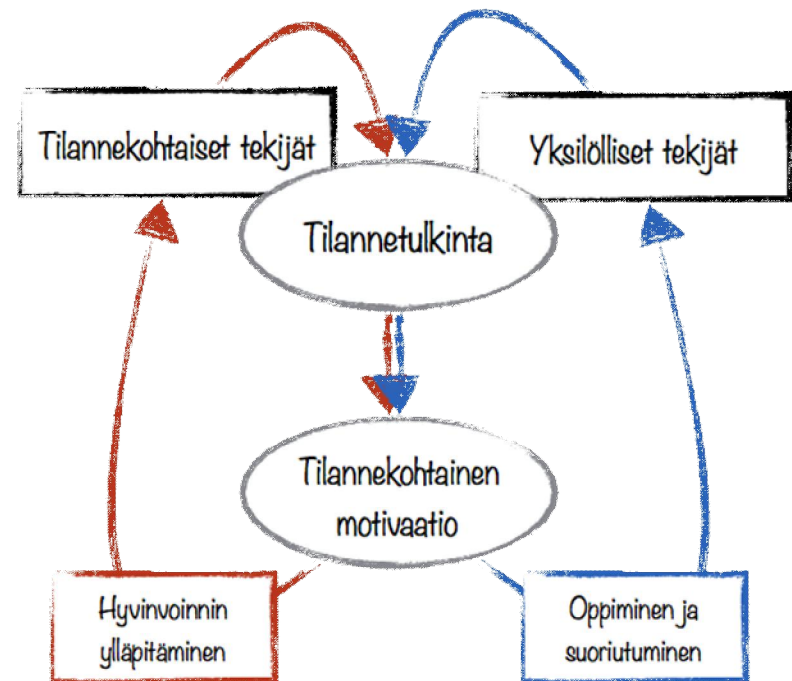 Tilannekohtaiset tekijät
Yksilölliset tekijät
Tilannetulkinta
Tilannekohtainen
motivaatio
Hyvinvoinnin
ylläpitäminen
Oppiminen ja
suoriutuminen